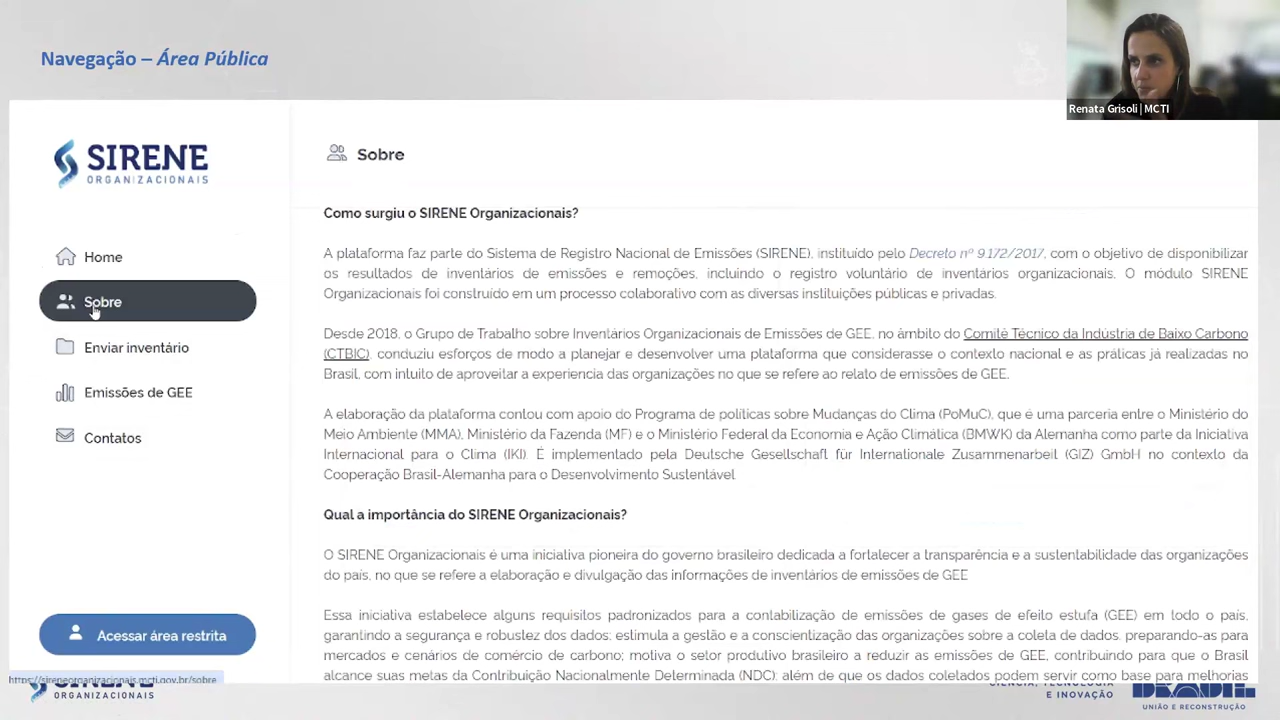 Navegação – Área Pública
Renata Grisoli | MCTI
SIRENE
ORGANIZACIONAIS
Home
Sobre
Enviar inventário
Emissões de GEE
Contatos
Acessar área restrita
Sobre
Como surgiu o SIRENE Organizacionais?
A plataforma faz parte do Sistema de Registro Nacional de Emissões (SIRENE), instituído pelo Decreto nº 9.172/2017, com o objetivo de disponibilizar
os resultados de inventários de emissões e remoções, incluindo o registro voluntário de inventários organizacionais. O módulo SIRENE
Organizacionais foi construído em um processo colaborativo com as diversas instituições públicas e privadas.
Desde 2018, o Grupo de Trabalho sobre Inventários Organizacionais de Emissões de GEE, no âmbito do Comitê Técnico da Indústria de Baixo Carbono
(CTBIC), conduziu esforços de modo a planejar e desenvolver uma plataforma que considerasse o contexto nacional e as práticas já realizadas no
Brasil, com intuito de aproveitar a experiencia das organizações no que se refere ao relato de emissões de GEE.
A elaboração da plataforma contou com apoio do Programa de políticas sobre Mudanças do Clima (PoMuC), que é uma parceria entre o Ministério do
Meio Ambiente (MMA), Ministério da Fazenda (MF) e o Ministério Federal da Economia e Ação Climática (BMWK) da Alemanha como parte da Iniciativa
Internacional para o Clima (IKI). É implementado pela Deutsche Gesellschaft für Internationale Zusammenarbeit (GIZ) GmbH no contexto da
Cooperação Brasil-Alemanha para o Desenvolvimento Sustentável.
Qual a importância do SIRENE Organizacionais?
O SIRENE Organizacionais é uma iniciativa pioneira do governo brasileiro dedicada a fortalecer a transparência e a sustentabilidade das organizações
do país, no que se refere a elaboração e divulgação das informações de inventários de emissões de GEE
Essa iniciativa estabelece alguns requisitos padronizados para a contabilização de emissões de gases de efeito estufa (GEE) em todo o país,
garantindo a segurança e robustez dos dados; estimula a gestão e a conscientização das organizações sobre a coleta de dados, preparando-as para
mercados e cenários de comércio de carbono; motiva o setor produtivo brasileiro a reduzir as emissões de GEE, contribuindo para que o Brasil
alcance suas metas da Contribuição Nacionalmente Determinada (NDC); além de que os dados coletados podem servir como base para melhorias
https://sireneorganizacionais.mcti.gov.br/sobre
ORGANIZACIONAIS
CIÊNCIA, TECNOLOGIA
E INOVAÇÃO
BRASIL
UNIÃO E RECONSTRUÇÃO